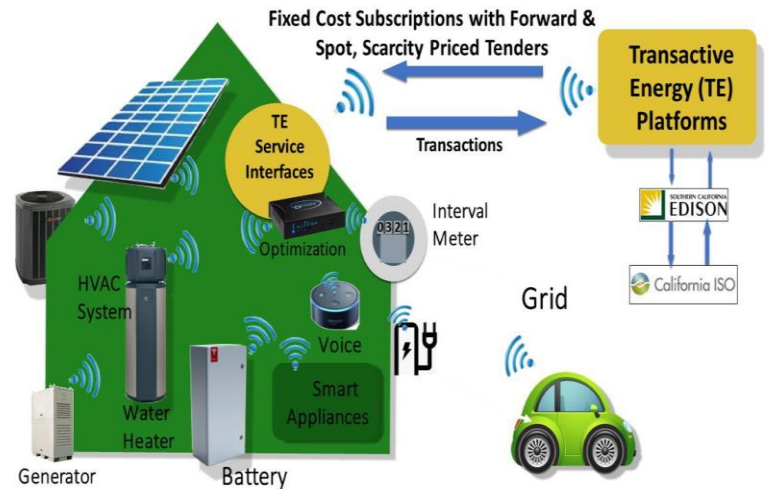 Fixed Cost Subscriptions with Forward &
Spot, Scarcity Priced Tenders
Transactive
Energy (TE)
Platforms
Transactions
TE
Service
Interfaces
SOUTHERN CALIFORNIA
EDISON
California ISO
Optimization
0321
Interval
Meter
HVAC
System
Voice
Grid
Smart
Appliances
Water
Heater
Generator
Battery